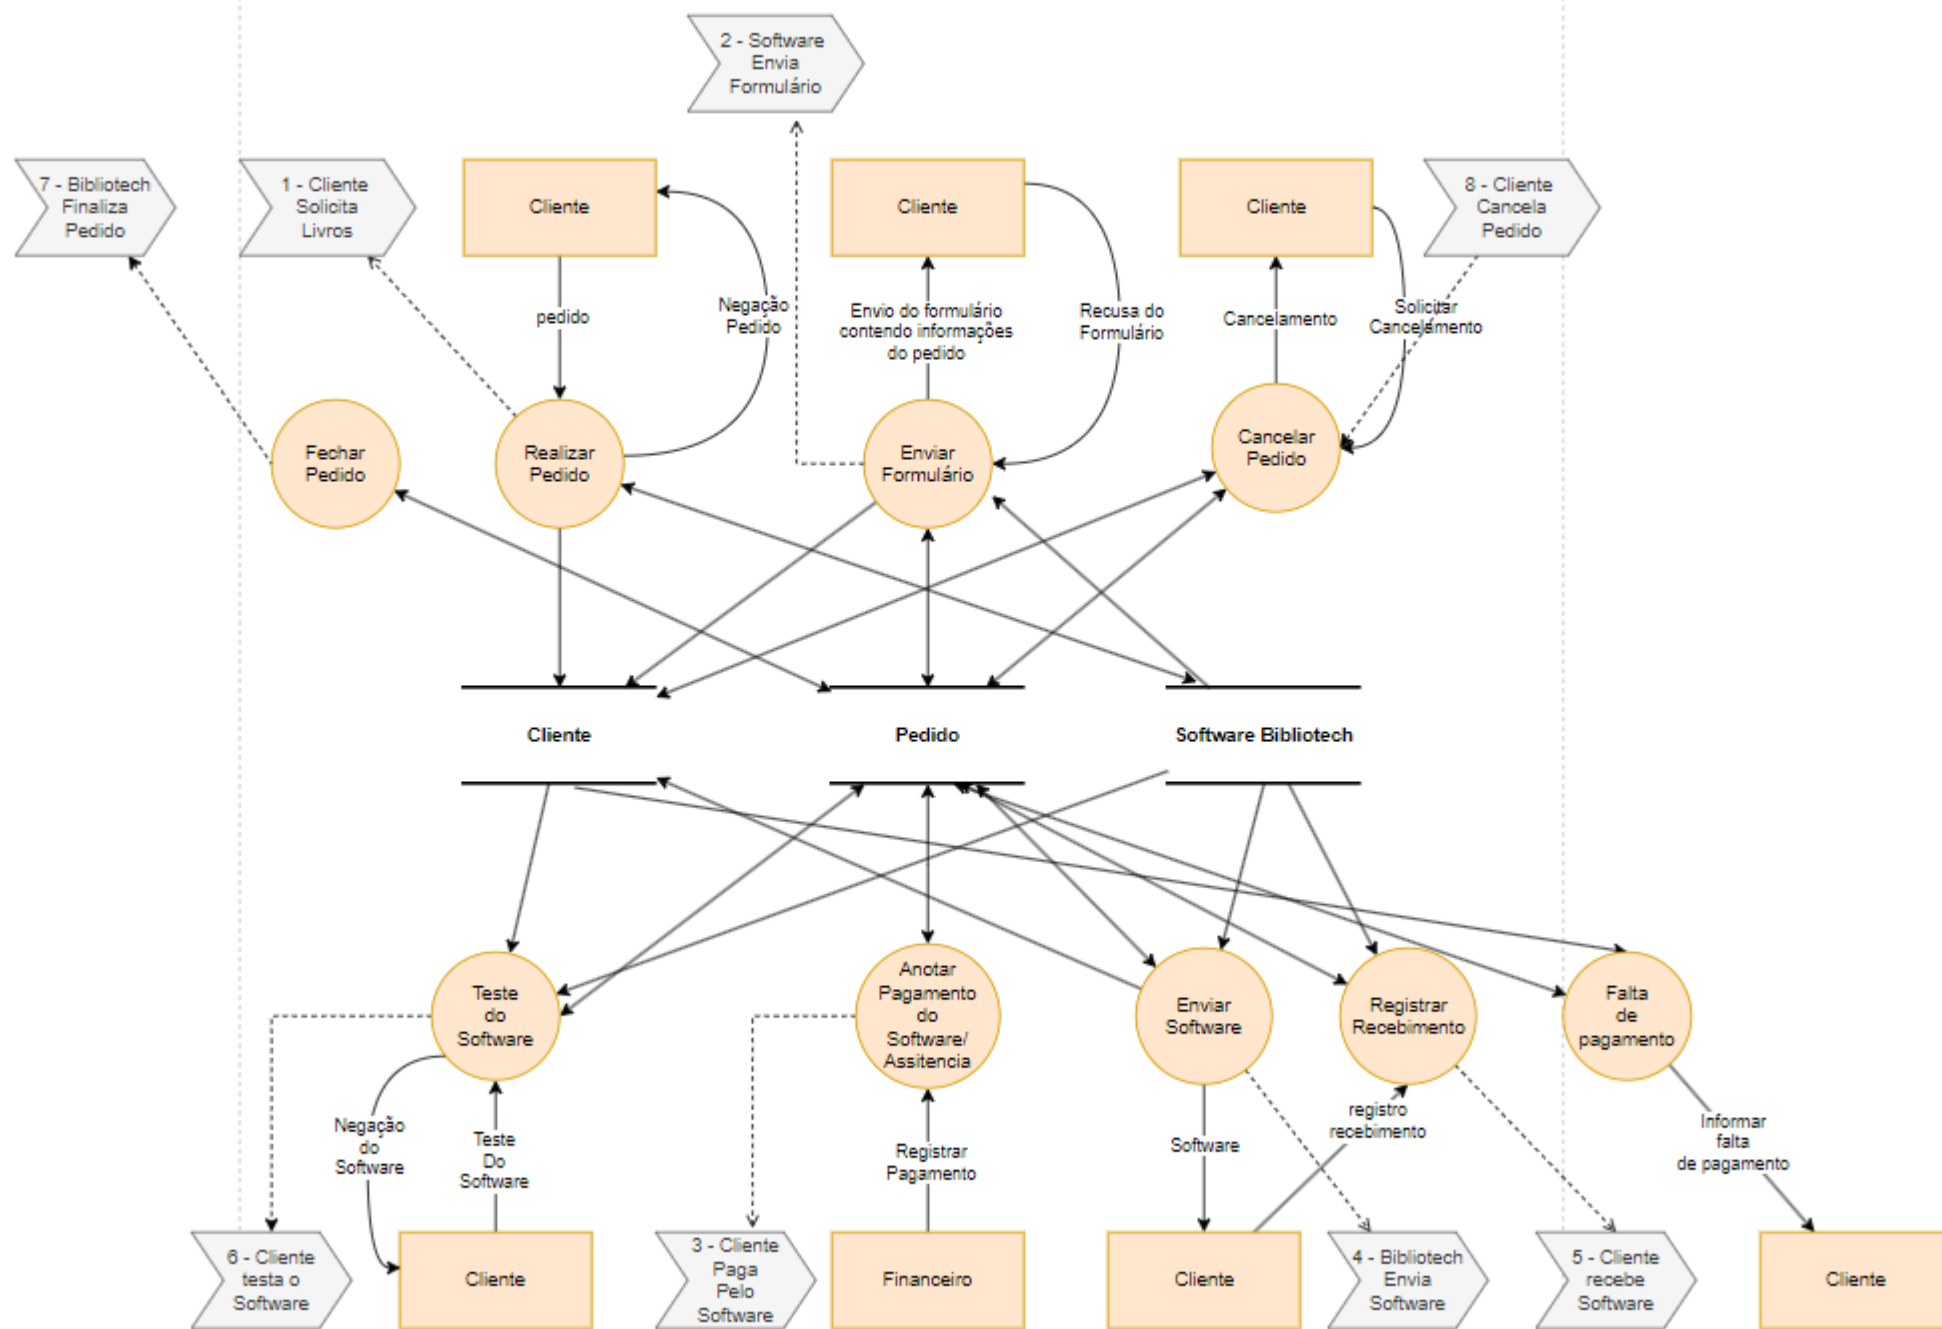 2 - Software
Envia
Formulário
7 - Bibliotech
Finaliza
Pedido
1 - Cliente
Solicita
Livros
Cliente
Cliente
Cliente
8 - Cliente
Cancela
Pedido
pedido
Negação
Pedido
Envio do formulário
contendo informações
do pedido
Recusa do
Formulário
Cancelamento
Solicitar
Cancelamento
Fechar
Pedido
Realizar
Pedido
Enviar
Formulário
Cancelar
Pedido
Cliente
Pedido
Software Bibliotech
Teste
do
Software
Anotar
Pagamento
do
Software/
Assitencia
Enviar
Software
Registrar
Recebimento
Falta
de
pagamento
Negação
do
Software
Teste
Do
Software
Registrar
Pagamento
Software
registro
recebimento
Informar
falta
de pagamento
6 - Cliente
testa o
Software
Cliente
3 - Cliente
Paga
Pelo
Software
Financeiro
Cliente
4 - Bibliotech
Envia
Software
5 - Cliente
recebe
Software
Cliente